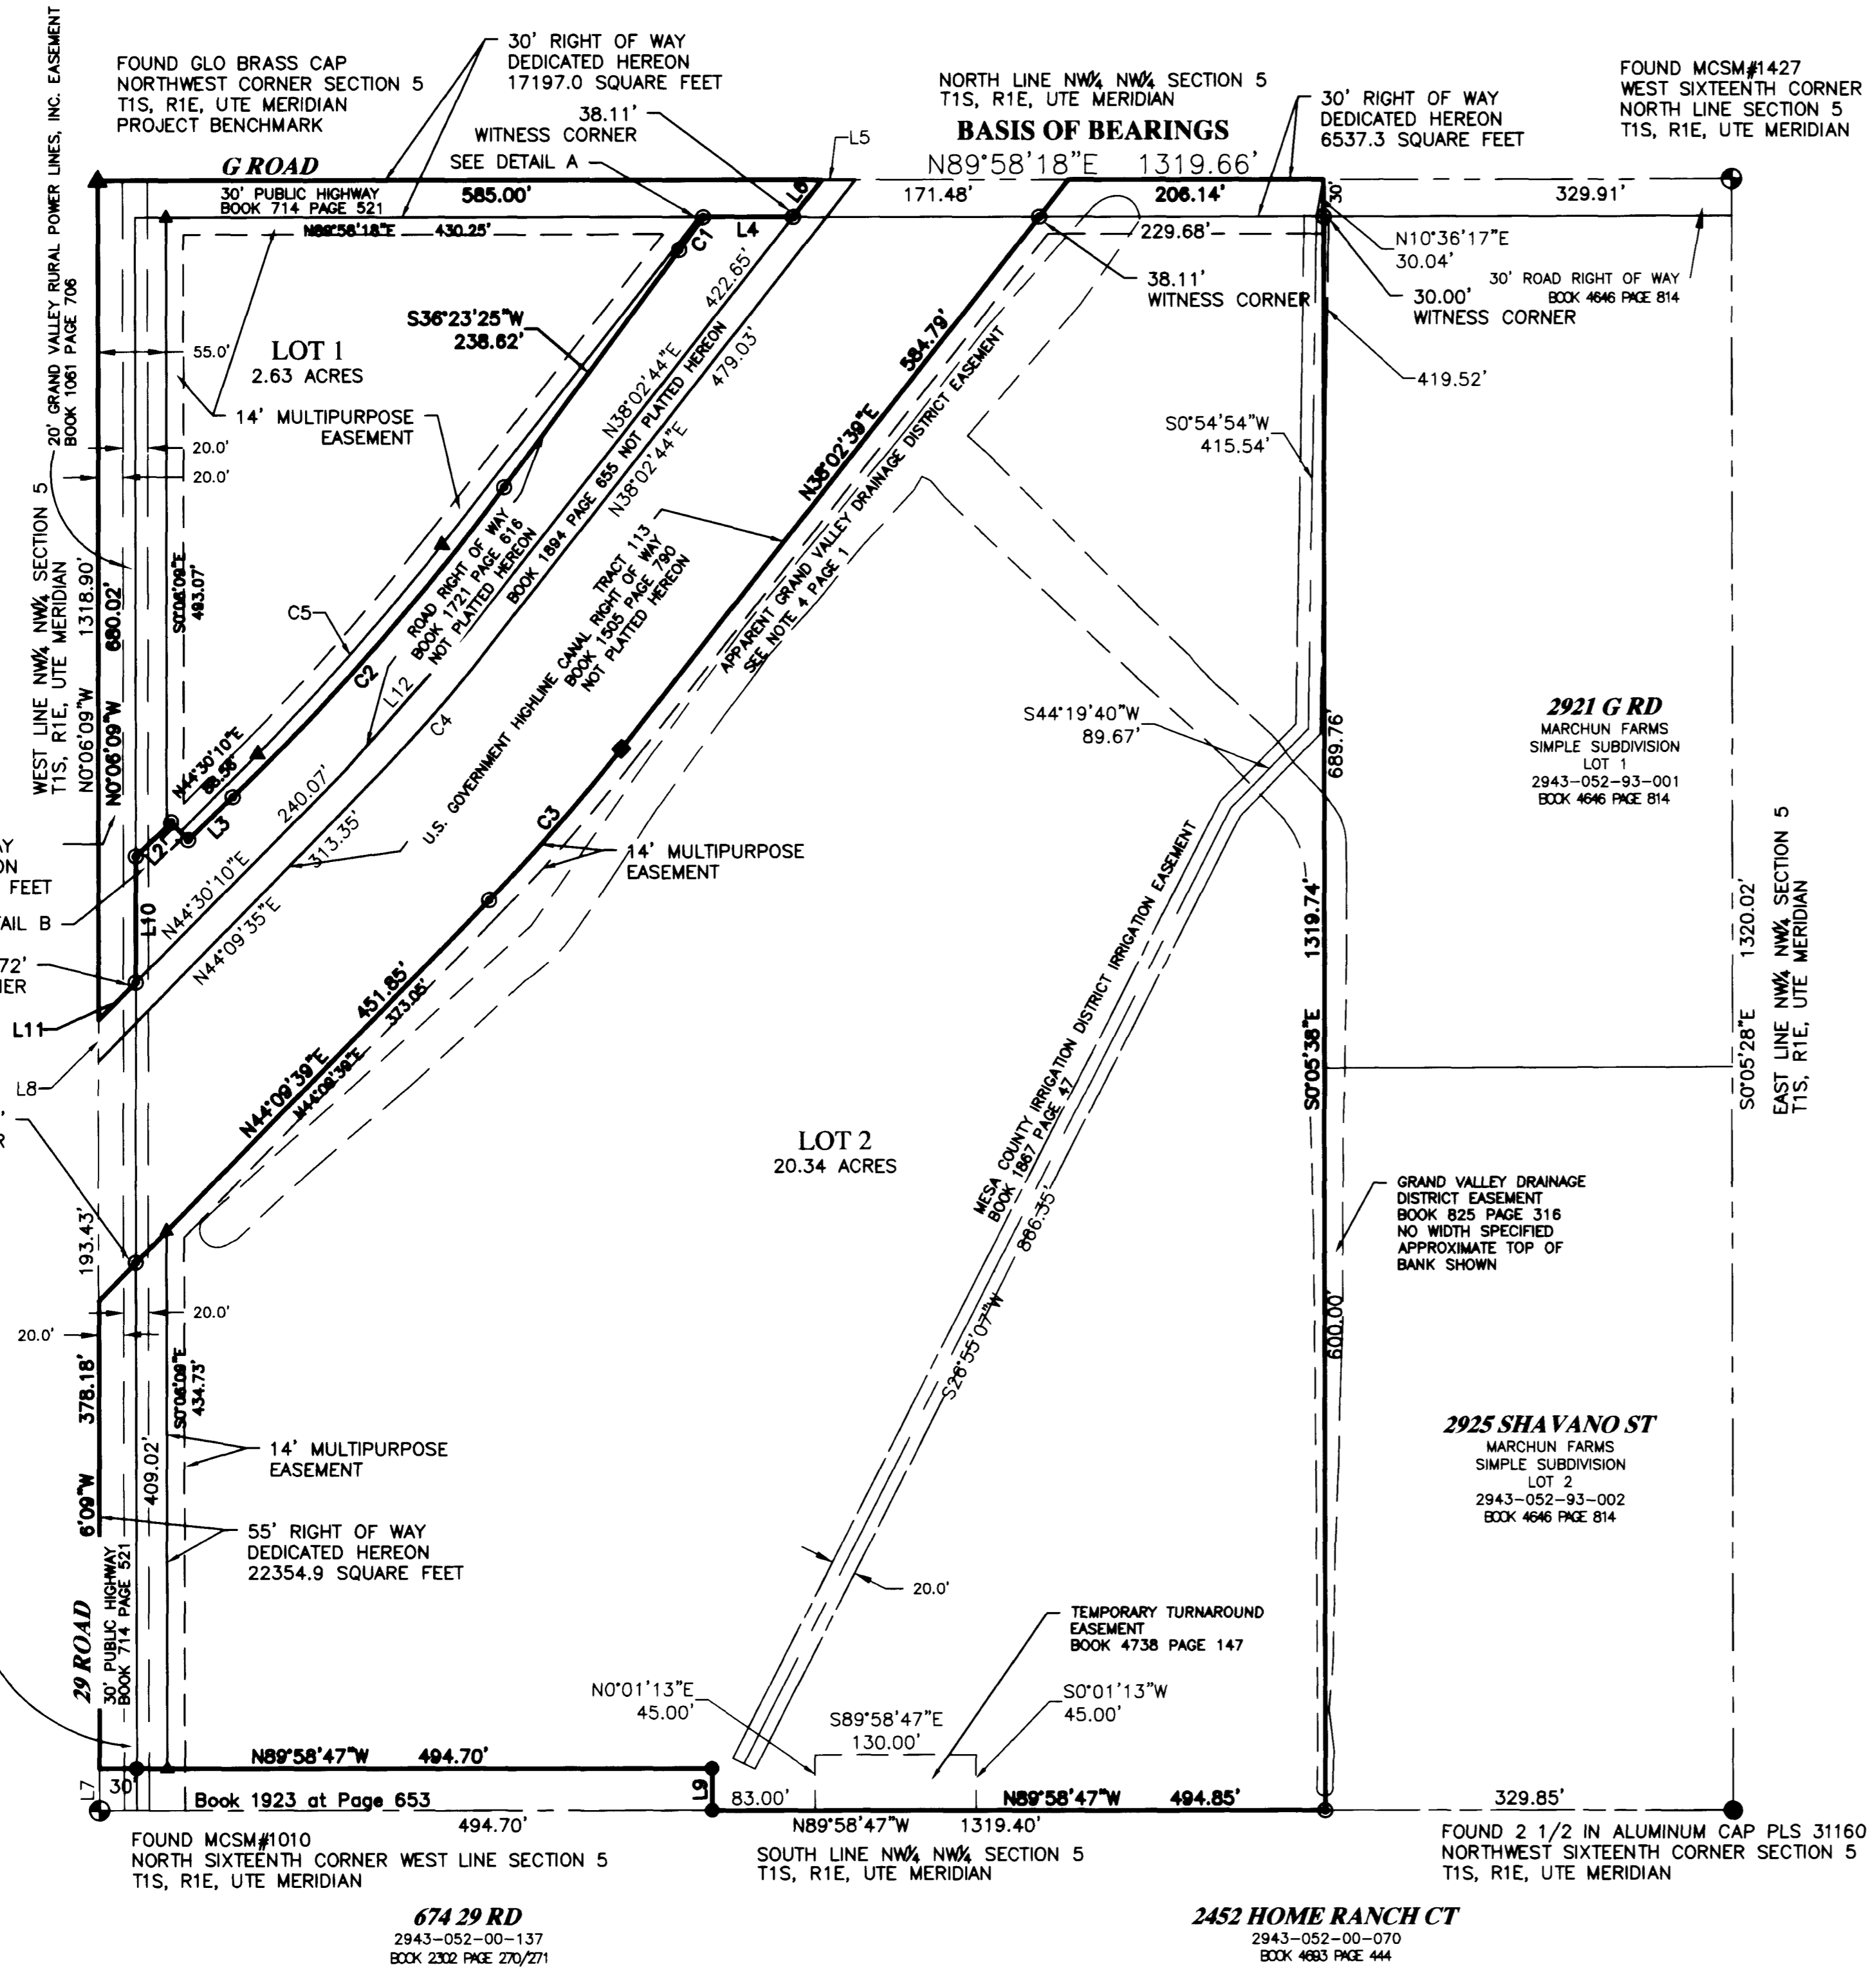 20' GRAND VALLEY RURAL POWER LINES, INC. EASEMENT
BOOK 1061 PAGE 706
FOUND GLO BRASS CAP
NORTHWEST CORNER SECTION 5
T1S, R1E, UTE MERIDIAN
PROJECT BENCHMARK
30' RIGHT OF WAY
DEDICATED HEREON
17197.0 SQUARE FEET
38.11'
WITNESS CORNER
SEE DETAIL A
L5
NORTH LINE NW¼ NW¼ SECTION 5
T1S, R1E, UTE MERIDIAN
BASIS OF BEARINGS
N89°58'18"E 1319.66'
30' RIGHT OF WAY
DEDICATED HEREON
6537.3 SQUARE FEET
FOUND MCSM#1427
WEST SIXTEENTH CORNER
NORTH LINE SECTION 5
T1S, R1E, UTE MERIDIAN
G ROAD
30' PUBLIC HIGHWAY
BOOK 714 PAGE 521
585.00'
L6
171.48'
206.14'
30'
329.91'
N89°58'18"E 430.25'
C1
L4
229.68'
N10°36'17"E
30.04'
38.11'
WITNESS CORNER
30.00'
WITNESS CORNER
30' ROAD RIGHT OF WAY
BOOK 4646 PAGE 814
S36°23'25"W
238.62'
422.65'
N38°02'44"E
BOOK 1894 PAGE 655 NOT PLATTED HEREON
479.03'
N38°02'44"E
55.0'
LOT 1
2.63 ACRES
14' MULTIPURPOSE
EASEMENT
20.0'
20.0'
584.79'
N38°02'39"E
419.52'
S0°54'54"W
415.54'
WEST LINE NW¼ NW¼ SECTION 5
T1S, R1E, UTE MERIDIAN
N0°06'09"W 1318.90'
N0°06'09"W 680.02'
S0°06'09"E
493.07'
C5
C2
ROAD RIGHT OF WAY
BOOK 1721 PAGE 616
NOT PLATTED HEREON
L12
C4
TRACT 113
U.S. GOVERNMENT HIGHLINE CANAL RIGHT OF WAY
BOOK 1505 PAGE 790
NOT PLATTED HEREON
APPARENT GRAND VALLEY DRAINAGE DISTRICT EASEMENT
SEE NOTE 4 PAGE 1
S44°19'40"W
89.67'
689.76'
2921 G RD
MARCHUN FARMS
SIMPLE SUBDIVISION
LOT 1
2943-052-93-001
BOOK 4646 PAGE 814
N44°30'10"E
L2
L3
240.07'
N44°30'10"E
313.35'
N44°09'35"E
C3
14' MULTIPURPOSE
EASEMENT
AY
ON
FEET
TAIL B
L10
72'
NER
L11
L8
'
R
451.85'
373.05'
N44°09'39"E
N44°09'39"E
MESA COUNTY IRRIGATION DISTRICT IRRIGATION EASEMENT
BOOK 1867 PAGE 47
886.35'
S26°55'07"W
1319.74'
S0°05'38"E
1320.02'
S0°05'28"E
EAST LINE NW¼ NW¼ SECTION 5
T1S, R1E, UTE MERIDIAN
LOT 2
20.34 ACRES
GRAND VALLEY DRAINAGE
DISTRICT EASEMENT
BOOK 825 PAGE 316
NO WIDTH SPECIFIED
APPROXIMATE TOP OF
BANK SHOWN
193.43'
20.0'
20.0'
600.00'
378.18'
6'09"W
S0°06'09"E
434.73'
409.02'
14' MULTIPURPOSE
EASEMENT
55' RIGHT OF WAY
DEDICATED HEREON
22354.9 SQUARE FEET
2925 SHAVANO ST
MARCHUN FARMS
SIMPLE SUBDIVISION
LOT 2
2943-052-93-002
BOOK 4646 PAGE 814
29 ROAD
30' PUBLIC HIGHWAY
BOOK 714 PAGE 521
20.0'
TEMPORARY TURNAROUND
EASEMENT
BOOK 4738 PAGE 147
N0°01'13"E
45.00'
S89°58'47"E
130.00'
S0°01'13"W
45.00'
N89°58'47"W 494.70'
L7
30'
Book 1923 at Page 653
L9
83.00'
N89°58'47"W 494.85'
329.85'
494.70'
N89°58'47"W 1319.40'
FOUND MCSM#1010
NORTH SIXTEENTH CORNER WEST LINE SECTION 5
T1S, R1E, UTE MERIDIAN
SOUTH LINE NW¼ NW¼ SECTION 5
T1S, R1E, UTE MERIDIAN
FOUND 2 1/2 IN ALUMINUM CAP PLS 31160
NORTHWEST SIXTEENTH CORNER SECTION 5
T1S, R1E, UTE MERIDIAN
674 29 RD
2943-052-00-137
BOOK 2302 PAGE 270/271
2452 HOME RANCH CT
2943-052-00-070
BOOK 4693 PAGE 444